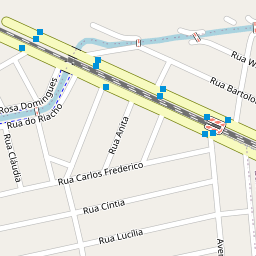 Rua W
Rua Bartolo
Rosa Domingues
Rua do Riacho
Rua Anita
Rua Cláudia
Rua Carlos Frederico
Rua Cintia
Rua Lucília
Aven